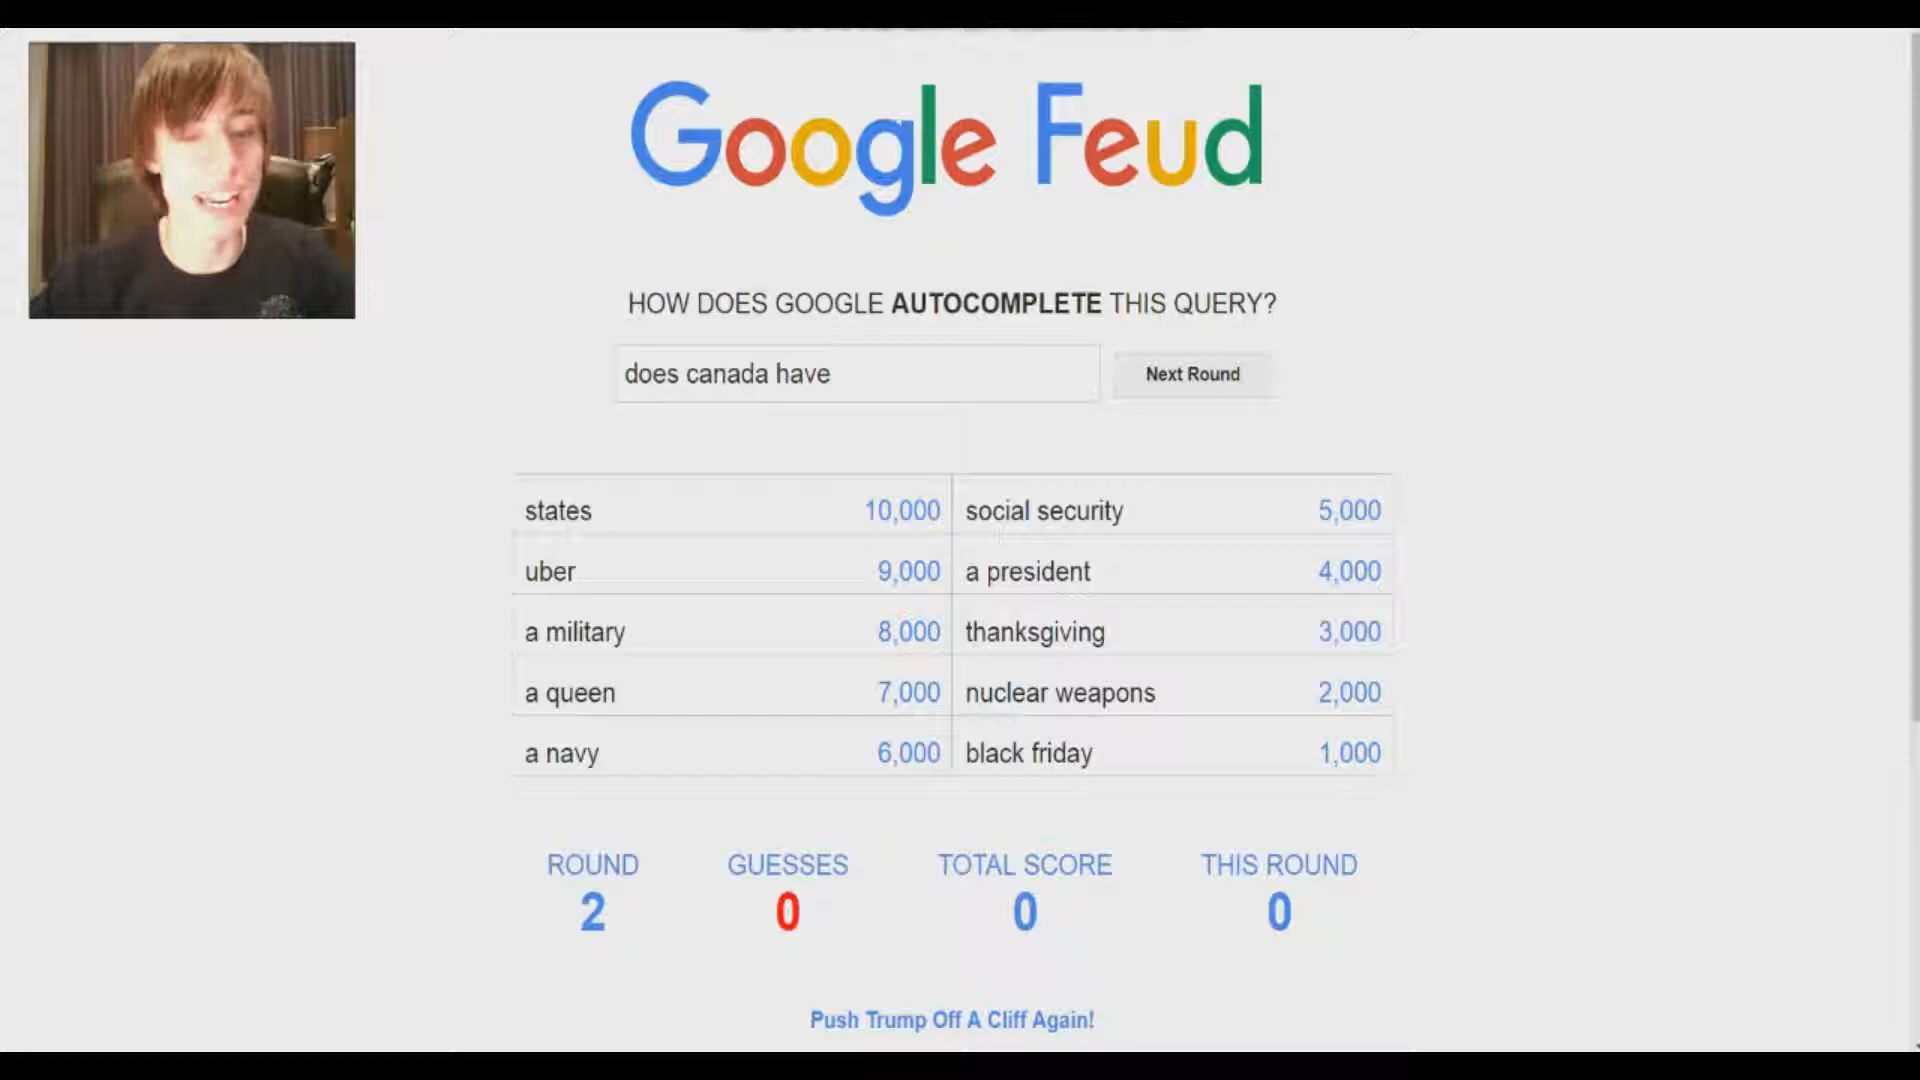 Google Feud
HOW DOES GOOGLE AUTOCOMPLETE THIS QUERY?
does canada have
Next Round
states 10,000 social security 5,000
uber 9,000 a president 4,000
a military 8,000 thanksgiving 3,000
a queen 7,000 nuclear weapons 2,000
a navy 6,000 black friday 1,000
ROUND GUESSES TOTAL SCORE THIS ROUND
2 0 0 0
Push Trump Off A Cliff Again!